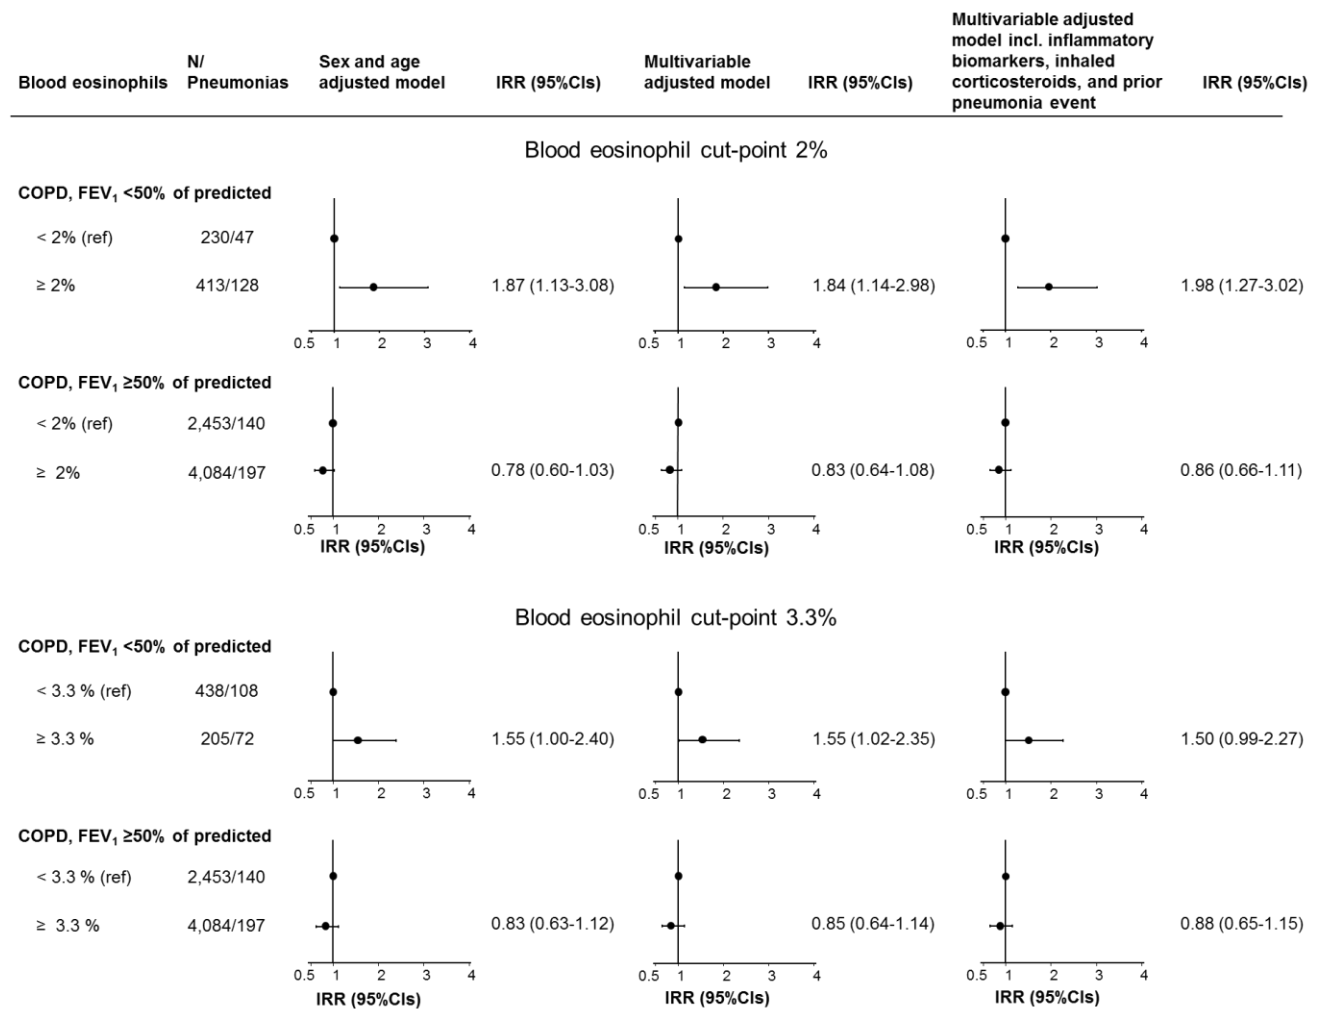 Blood eosinophils
N/
Pneumonias
Sex and age
adjusted model
IRR (95%CIs)
Multivariable
adjusted model
IRR (95%CIs)
Multivariable adjusted
model incl. inflammatory
biomarkers, inhaled
corticosteroids, and prior
pneumonia event
IRR (95%CIs)
Blood eosinophil cut-point 2%
COPD, FEV₁ <50% of predicted
< 2% (ref) 230/47
≥ 2% 413/128 1.87 (1.13-3.08) 1.84 (1.14-2.98) 1.98 (1.27-3.02)
0.5 1 2 3 4 0.5 1 2 3 4 0.5 1 2 3 4
COPD, FEV₁ ≥50% of predicted
< 2% (ref) 2,453/140
≥ 2% 4,084/197 0.78 (0.60-1.03) 0.83 (0.64-1.08) 0.86 (0.66-1.11)
0.5 1 2 3 4 0.5 1 2 3 4 0.5 1 2 3 4
IRR (95%CIs) IRR (95%CIs) IRR (95%CIs)
Blood eosinophil cut-point 3.3%
COPD, FEV₁ <50% of predicted
< 3.3 % (ref) 438/108
≥ 3.3 % 205/72 1.55 (1.00-2.40) 1.55 (1.02-2.35) 1.50 (0.99-2.27)
0.5 1 2 3 4 0.5 1 2 3 4 0.5 1 2 3 4
COPD, FEV₁ ≥50% of predicted
< 3.3 % (ref) 2,453/140
≥ 3.3 % 4,084/197 0.83 (0.63-1.12) 0.85 (0.64-1.14) 0.88 (0.65-1.15)
0.5 1 2 3 4 0.5 1 2 3 4 0.5 1 2 3 4
IRR (95%CIs) IRR (95%CIs) IRR (95%CIs)